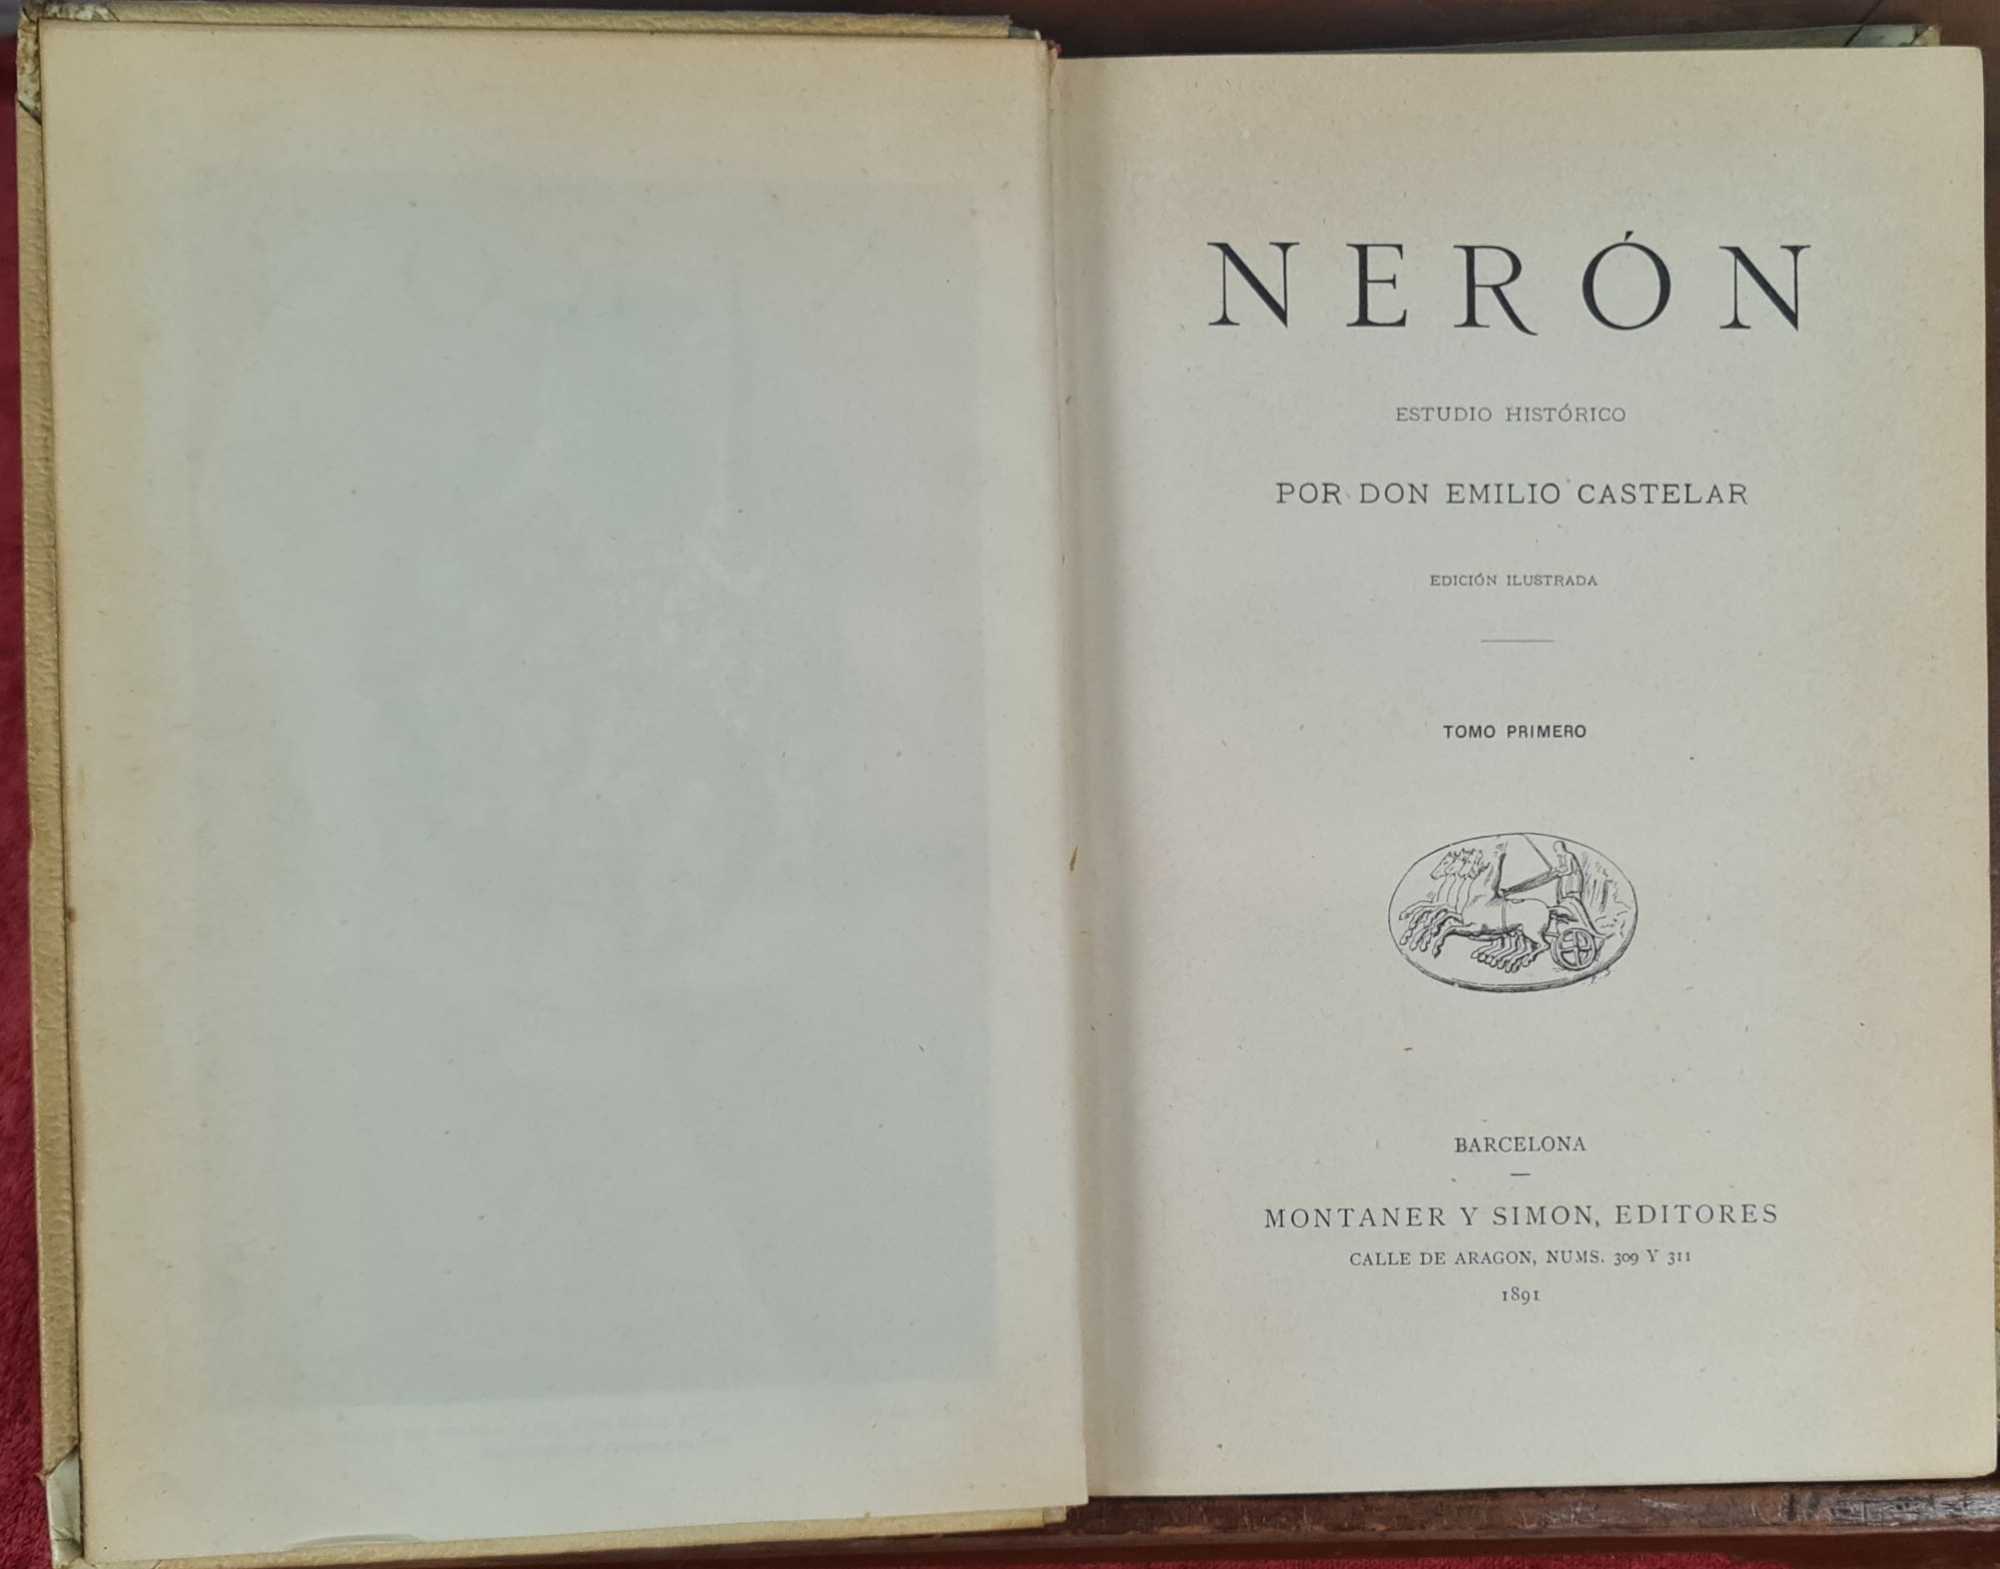 NERÓN
ESTUDIO HISTÓRICO
POR DON EMILIO CASTELAR
EDICIÓN ILUSTRADA
TOMO PRIMERO
BARCELONA
MONTANER Y SIMON, EDITORES
CALLE DE ARAGON, NUMS. 309 Y 311
1891